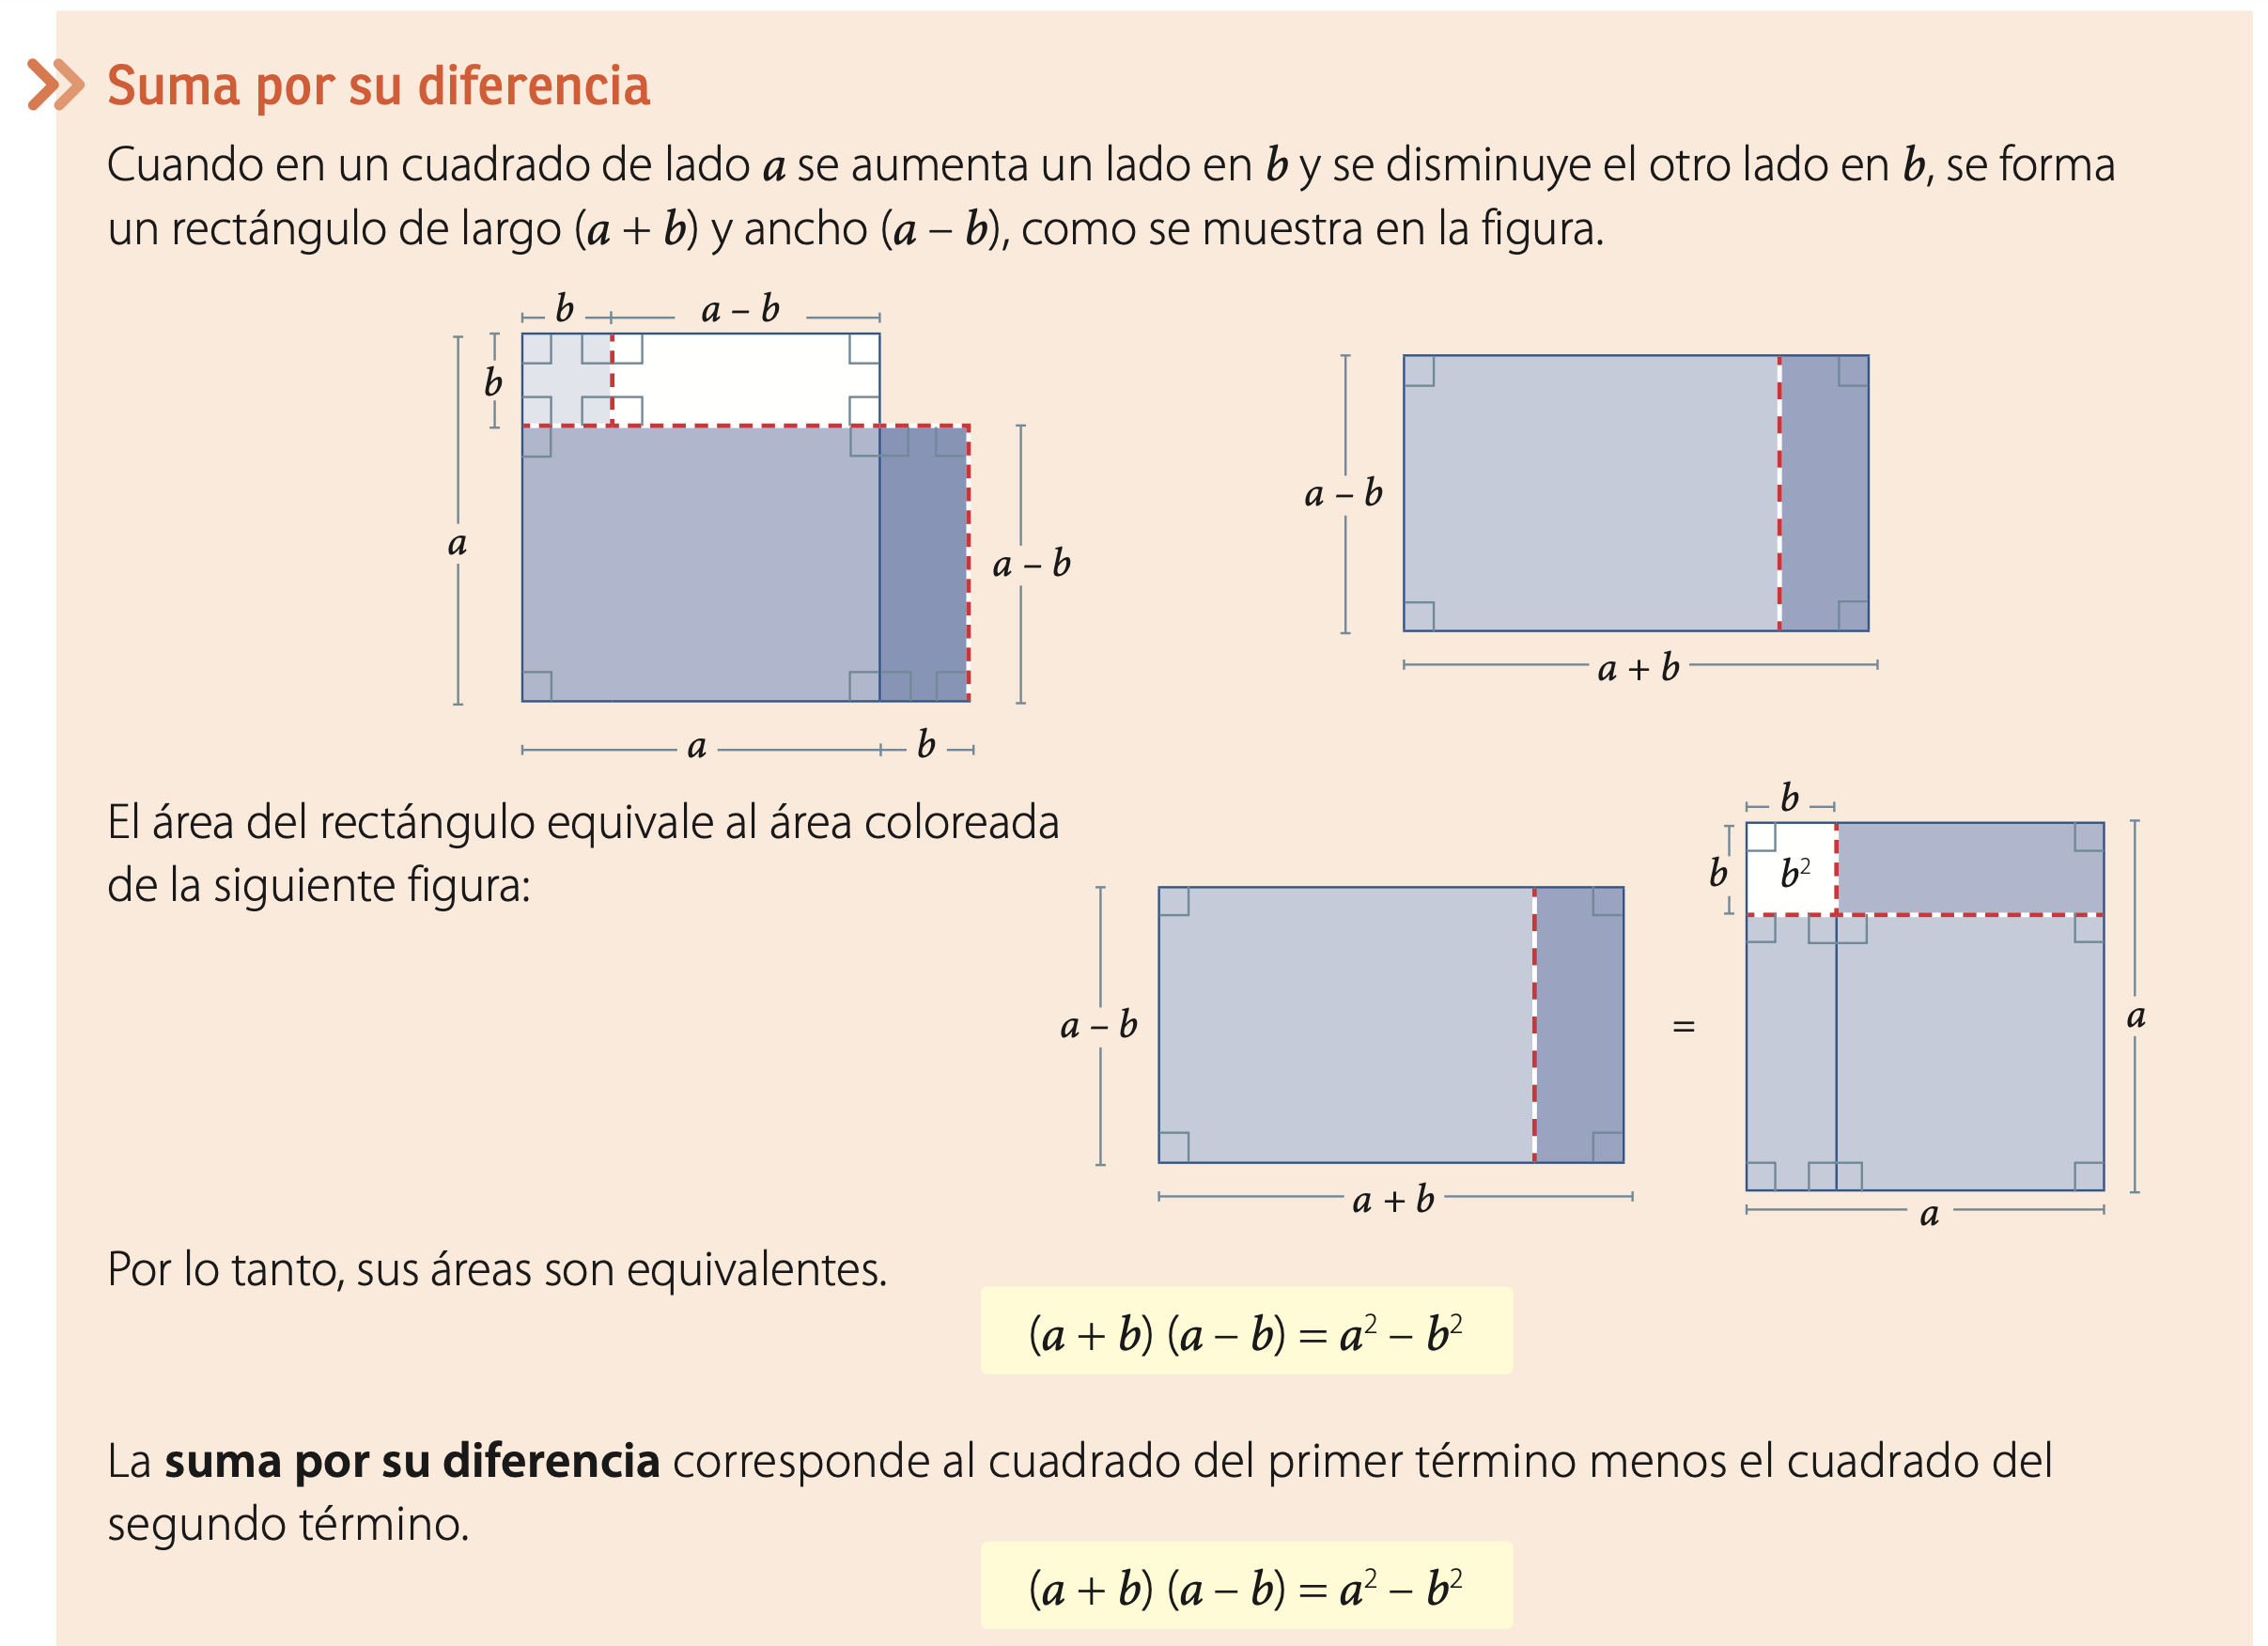 Suma por su diferencia
Cuando en un cuadrado de lado a se aumenta un lado en b y se disminuye el otro lado en b, se forma
un rectángulo de largo (a + b) y ancho (a – b), como se muestra en la figura.
b a – b
b
a
a – b
a b
a – b
a + b
El área del rectángulo equivale al área coloreada
de la siguiente figura:
a – b
a + b
=
b
b
b²
a
a
Por lo tanto, sus áreas son equivalentes.
(a + b) (a – b) = a² – b²
La suma por su diferencia corresponde al cuadrado del primer término menos el cuadrado del
segundo término.
(a + b) (a – b) = a² – b²